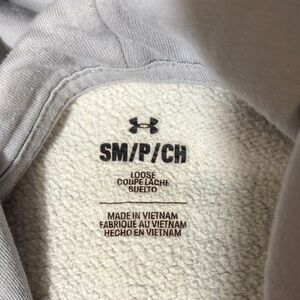 SM/P/CH
LOOSE
COUPE LÂCHE
SUELTO
MADE IN VIETNAM
FABRIQUÉ AU VIETNAM
HECHO EN VIETNAM